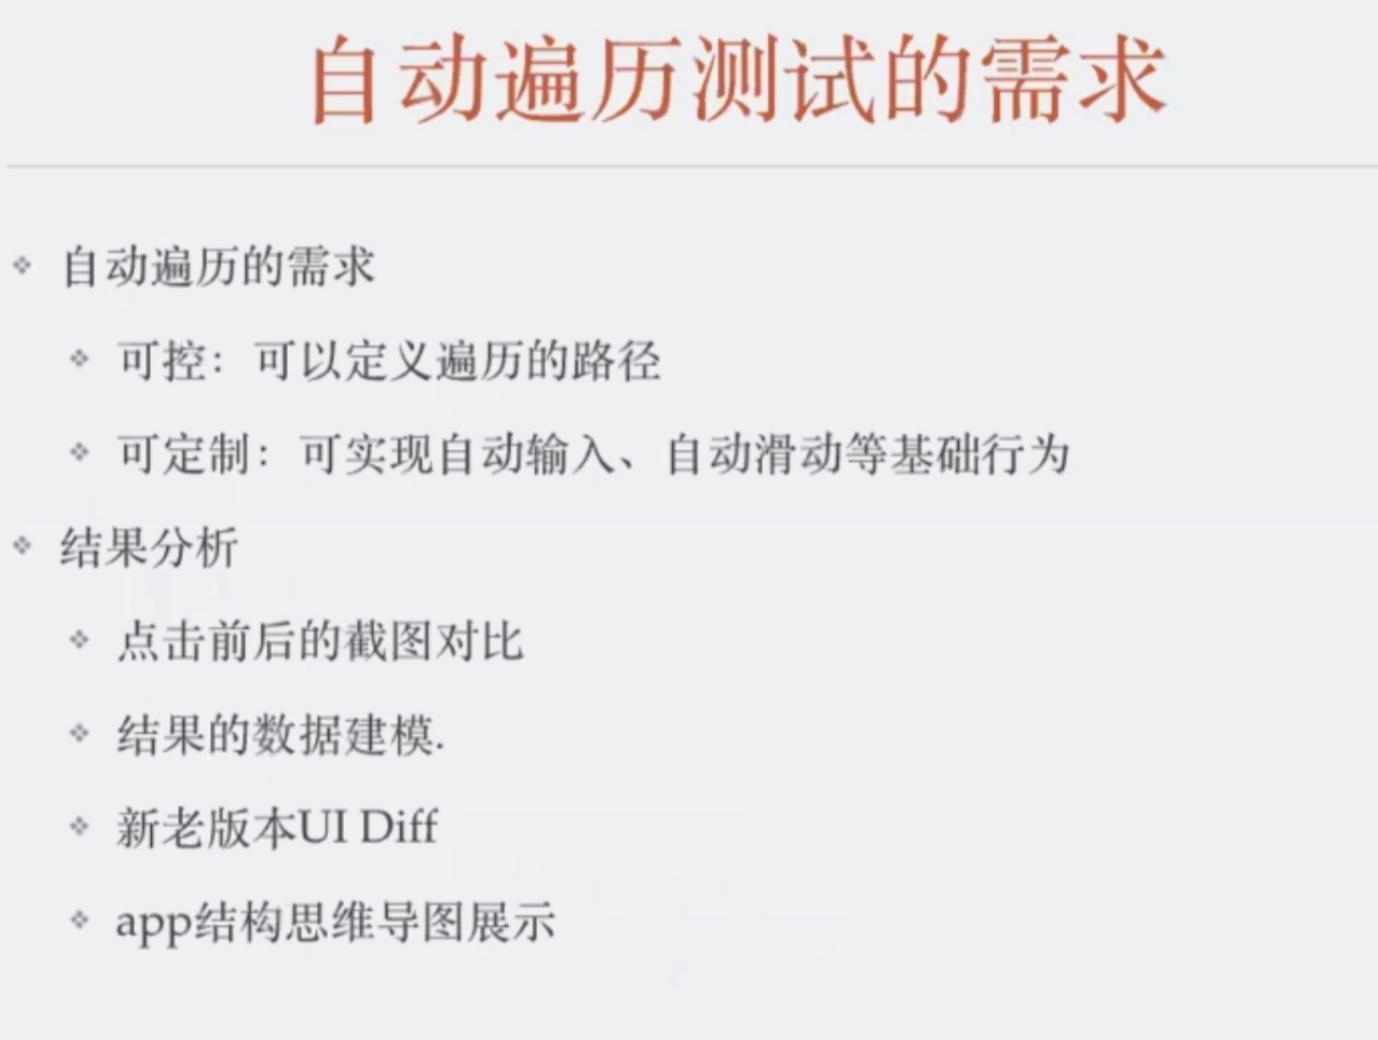 自动遍历测试的需求
自动遍历的需求
可控：可以定义遍历的路径
可定制：可实现自动输入、自动滑动等基础行为
结果分析
点击前后的截图对比
结果的数据建模.
新老版本UI Diff
app结构思维导图展示